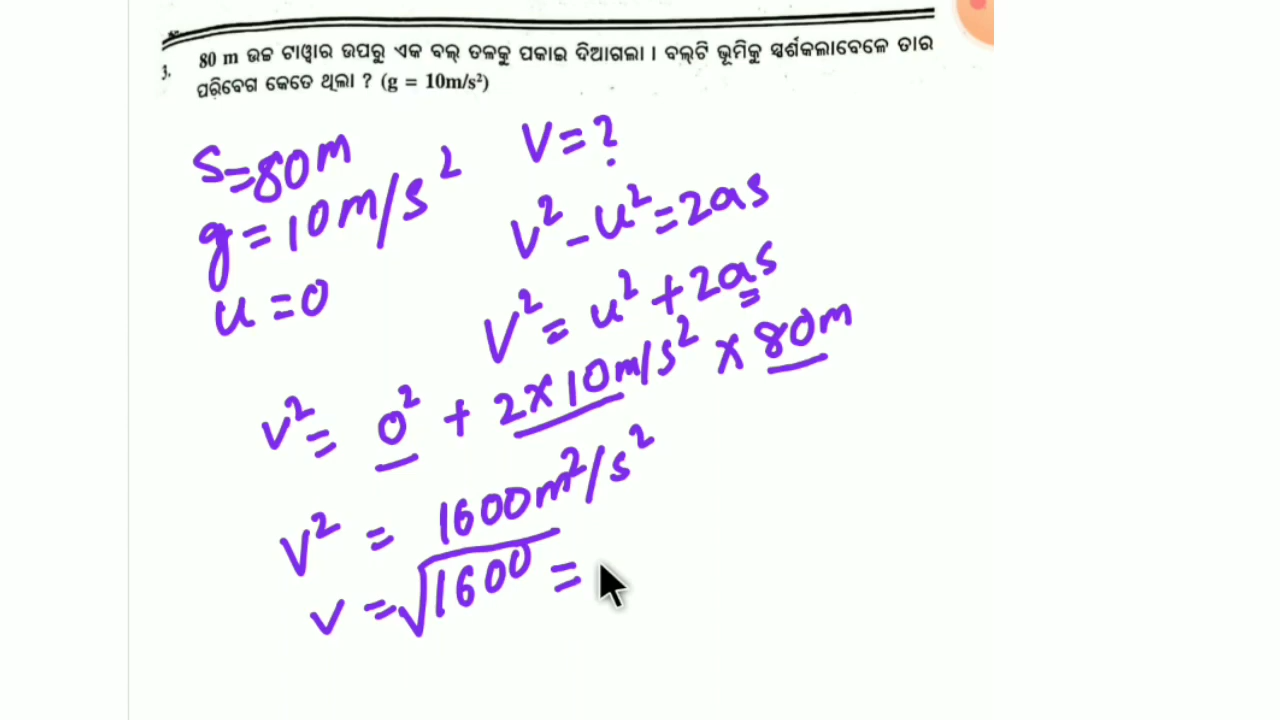 3. 80 m ଉଚ୍ଚ ଟାୱାର ଉପରୁ ଏକ ବଲ୍ ତଳକୁ ପକାଇ ଦିଆଗଲା । ବଲ୍‌ଟି ଭୂମିକୁ ସ୍ପର୍ଶକଲାବେଳେ ତାର
ପରିବେଗ କେତେ ଥିଲା ? (g = 10m/s²)
S=80m
g=10m/s²
u=0
V=?
V²-u²=2as
V²=u²+2as
V²= 0² + 2×10m/s² × 80m
V² = 1600m²/s²
V =√1600 =